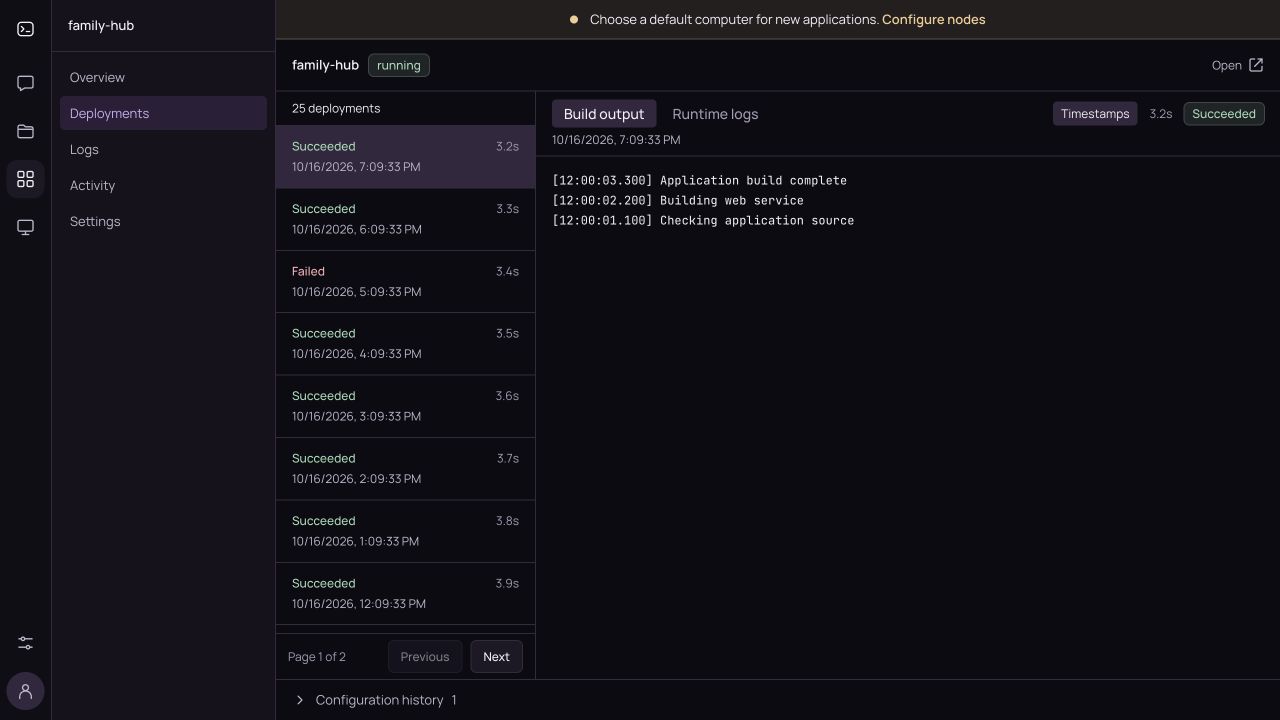 family-hub
Overview
Deployments
Logs
Activity
Settings
Choose a default computer for new applications. Configure nodes
family-hub running
Open
25 deployments
Succeeded 3.2s
10/16/2026, 7:09:33 PM
Succeeded 3.3s
10/16/2026, 6:09:33 PM
Failed 3.4s
10/16/2026, 5:09:33 PM
Succeeded 3.5s
10/16/2026, 4:09:33 PM
Succeeded 3.6s
10/16/2026, 3:09:33 PM
Succeeded 3.7s
10/16/2026, 2:09:33 PM
Succeeded 3.8s
10/16/2026, 1:09:33 PM
Succeeded 3.9s
10/16/2026, 12:09:33 PM
Page 1 of 2 Previous Next
Build output Runtime logs Timestamps 3.2s Succeeded
10/16/2026, 7:09:33 PM
[12:00:03.300] Application build complete
[12:00:02.200] Building web service
[12:00:01.100] Checking application source
Configuration history 1